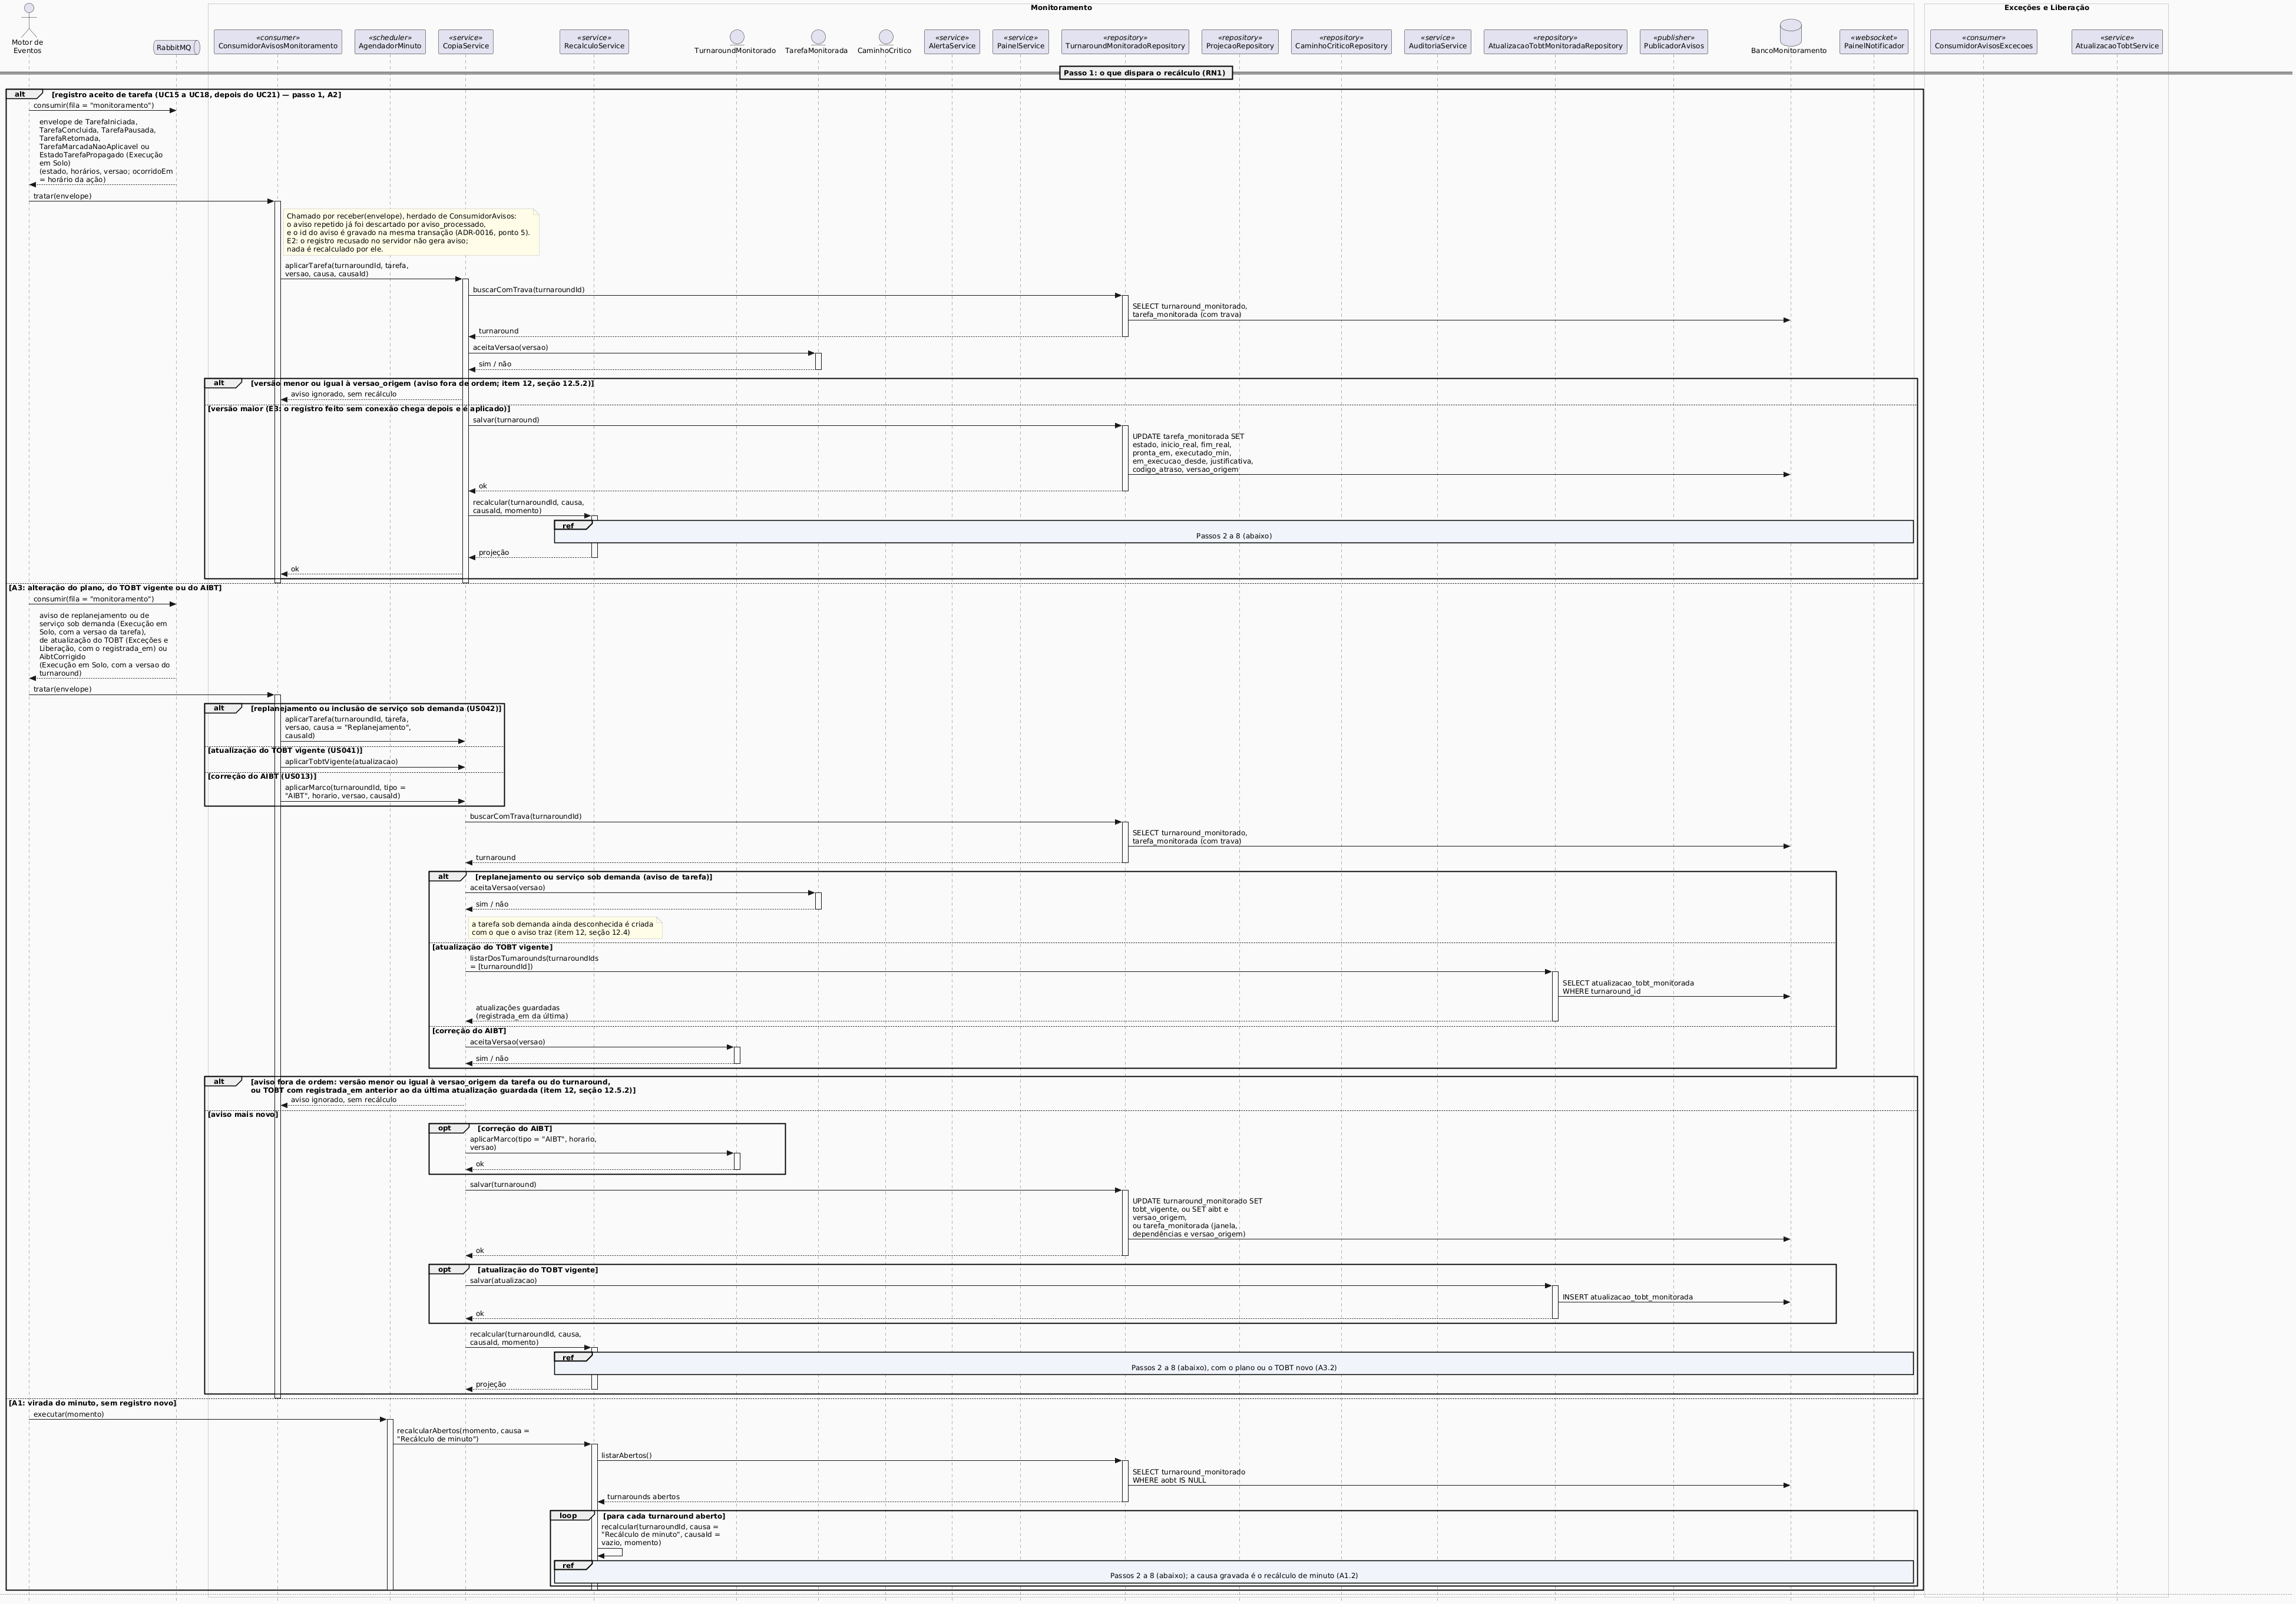 Monitoramento
Exceções e Liberação
Motor de
Eventos
RabbitMQ
«consumer»
ConsumidorAvisosMonitoramento
«scheduler»
AgendadorMinuto
«service»
CopiaService
«service»
RecalculoService
TurnaroundMonitorado
TarefaMonitorada
CaminhoCritico
«service»
AlertaService
«service»
PainelService
«repository»
TurnaroundMonitoradoRepository
«repository»
ProjecaoRepository
«repository»
CaminhoCriticoRepository
«service»
AuditoriaService
«repository»
AtualizacaoTobtMonitoradaRepository
«publisher»
PublicadorAvisos
BancoMonitoramento
«websocket»
PainelNotificador
«consumer»
ConsumidorAvisosExcecoes
«service»
AtualizacaoTobtService
Passo 1: o que dispara o recálculo (RN1)
alt [registro aceito de tarefa (UC15 a UC18, depois do UC21) — passo 1, A2]
consumir(fila = "monitoramento")
envelope de TarefaIniciada,
TarefaConcluida, TarefaPausada,
TarefaRetomada,
TarefaMarcadaNaoAplicavel ou
EstadoTarefaPropagado (Execução
em Solo)
(estado, horários, versao; ocorridoEm
= horário da ação)
tratar(envelope)
Chamado por receber(envelope), herdado de ConsumidorAvisos:
o aviso repetido já foi descartado por aviso_processado,
e o id do aviso é gravado na mesma transação (ADR-0016, ponto 5).
E2: o registro recusado no servidor não gera aviso;
nada é recalculado por ele.
aplicarTarefa(turnaroundId, tarefa,
versao, causa, causaId)
buscarComTrava(turnaroundId)
SELECT turnaround_monitorado,
tarefa_monitorada (com trava)
turnaround
aceitaVersao(versao)
sim / não
alt [versão menor ou igual à versao_origem (aviso fora de ordem; item 12, seção 12.5.2)]
aviso ignorado, sem recálculo
[versão maior (E3: o registro feito sem conexão chega depois e é aplicado)]
salvar(turnaround)
UPDATE tarefa_monitorada SET
estado, inicio_real, fim_real,
pronta_em, executado_min,
em_execucao_desde, justificativa,
codigo_atraso, versao_origem
ok
recalcular(turnaroundId, causa,
causaId, momento)
ref
Passos 2 a 8 (abaixo)
projeção
ok
[A3: alteração do plano, do TOBT vigente ou do AIBT]
consumir(fila = "monitoramento")
aviso de replanejamento ou de
serviço sob demanda (Execução em
Solo, com a versao da tarefa),
de atualização do TOBT (Exceções e
Liberação, com o registrada_em) ou
AibtCorrigido
(Execução em Solo, com a versao do
turnaround)
tratar(envelope)
alt [replanejamento ou inclusão de serviço sob demanda (US042)]
aplicarTarefa(turnaroundId, tarefa,
versao, causa = "Replanejamento",
causaId)
[atualização do TOBT vigente (US041)]
aplicarTobtVigente(atualizacao)
[correção do AIBT (US013)]
aplicarMarco(turnaroundId, tipo =
"AIBT", horario, versao, causaId)
buscarComTrava(turnaroundId)
SELECT turnaround_monitorado,
tarefa_monitorada (com trava)
turnaround
alt [replanejamento ou serviço sob demanda (aviso de tarefa)]
aceitaVersao(versao)
sim / não
a tarefa sob demanda ainda desconhecida é criada
com o que o aviso traz (item 12, seção 12.4)
[atualização do TOBT vigente]
listarDosTurnarounds(turnaroundIds
= [turnaroundId])
SELECT atualizacao_tobt_monitorada
WHERE turnaround_id
atualizações guardadas
(registrada_em da última)
[correção do AIBT]
aceitaVersao(versao)
sim / não
alt [aviso fora de ordem: versão menor ou igual à versao_origem da tarefa ou do turnaround,
ou TOBT com registrada_em anterior ao da última atualização guardada (item 12, seção 12.5.2)]
aviso ignorado, sem recálculo
[aviso mais novo]
opt [correção do AIBT]
aplicarMarco(tipo = "AIBT", horario,
versao)
ok
salvar(turnaround)
UPDATE turnaround_monitorado SET
tobt_vigente, ou SET aibt e
versao_origem,
ou tarefa_monitorada (janela,
dependências e versao_origem)
ok
opt [atualização do TOBT vigente]
salvar(atualizacao)
INSERT atualizacao_tobt_monitorada
ok
recalcular(turnaroundId, causa,
causaId, momento)
ref
Passos 2 a 8 (abaixo), com o plano ou o TOBT novo (A3.2)
projeção
[A1: virada do minuto, sem registro novo]
executar(momento)
recalcularAbertos(momento, causa =
"Recálculo de minuto")
listarAbertos()
SELECT turnaround_monitorado
WHERE aobt IS NULL
turnarounds abertos
loop [para cada turnaround aberto]
recalcular(turnaroundId, causa =
"Recálculo de minuto", causaId =
vazio, momento)
ref
Passos 2 a 8 (abaixo); a causa gravada é o recálculo de minuto (A1.2)